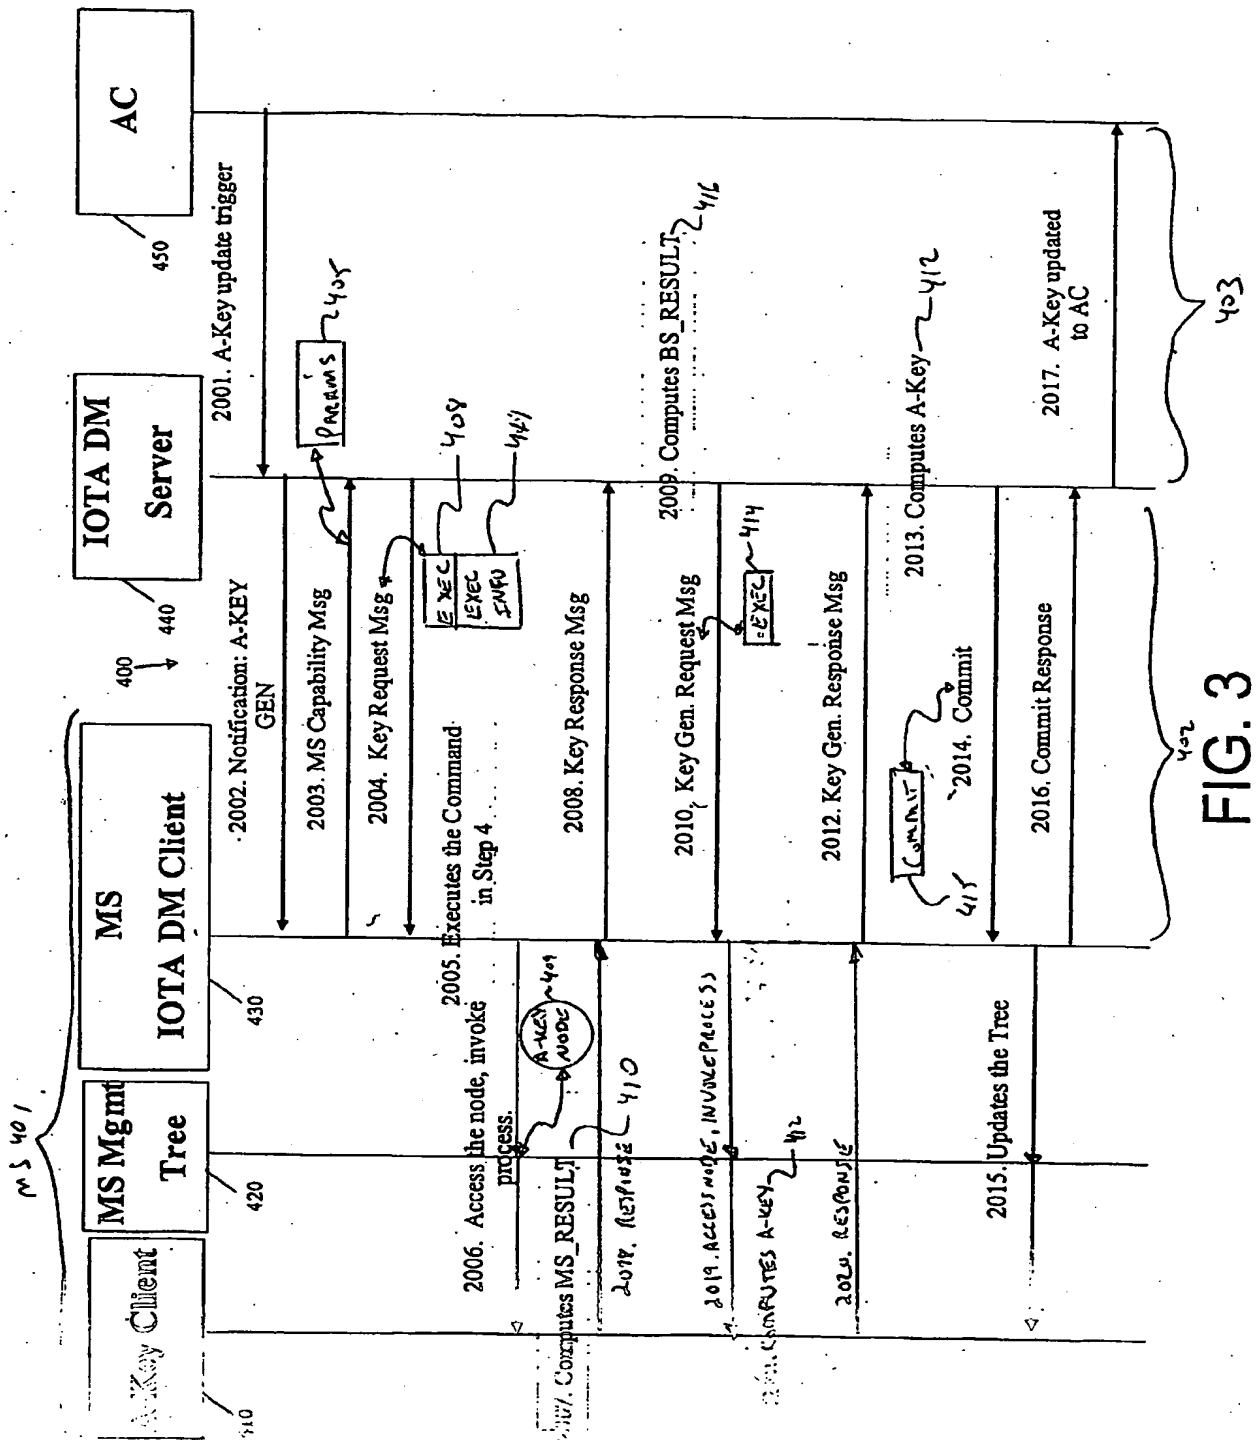 MS 401
A-Key Client
MS Mgmt
Tree
MS
IOTA DM Client
IOTA DM
Server
AC
420
430
400
440
450
2001. A-Key update trigger
2002. Notification: A-KEY
GEN
2003. MS Capability Msg
PARAMS
405
2004. Key Request Msg
EXEC
EXEC
INFO
408
2005. Executes the Command
in Step 4
2006. Access the node, invoke
process.
A-KEY
NODE
409
Computes MS_RESULT
410
RESPONSE
2008. Key Response Msg
2009. Computes BS_RESULT
416
2010. Key Gen. Request Msg
EXEC
414
2019. ACCESS NODE, INVOKE PROCESS
COMPUTES A-KEY
412
RESPONSE
2012. Key Gen. Response Msg
2013. Computes A-Key
412
COMMIT
415
2014. Commit
2015. Updates the Tree
2016. Commit Response
2017. A-Key updated
to AC
402
403
FIG. 3